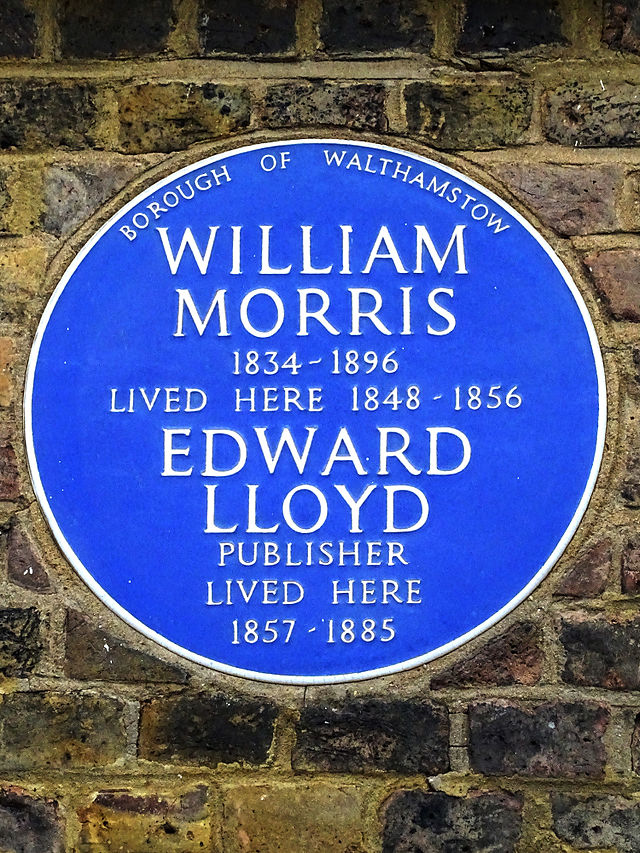 BOROUGH OF WALTHAMSTOW
WILLIAM
MORRIS
1834-1896
LIVED HERE 1848-1856
EDWARD
LLOYD
PUBLISHER
LIVED HERE
1857-1885